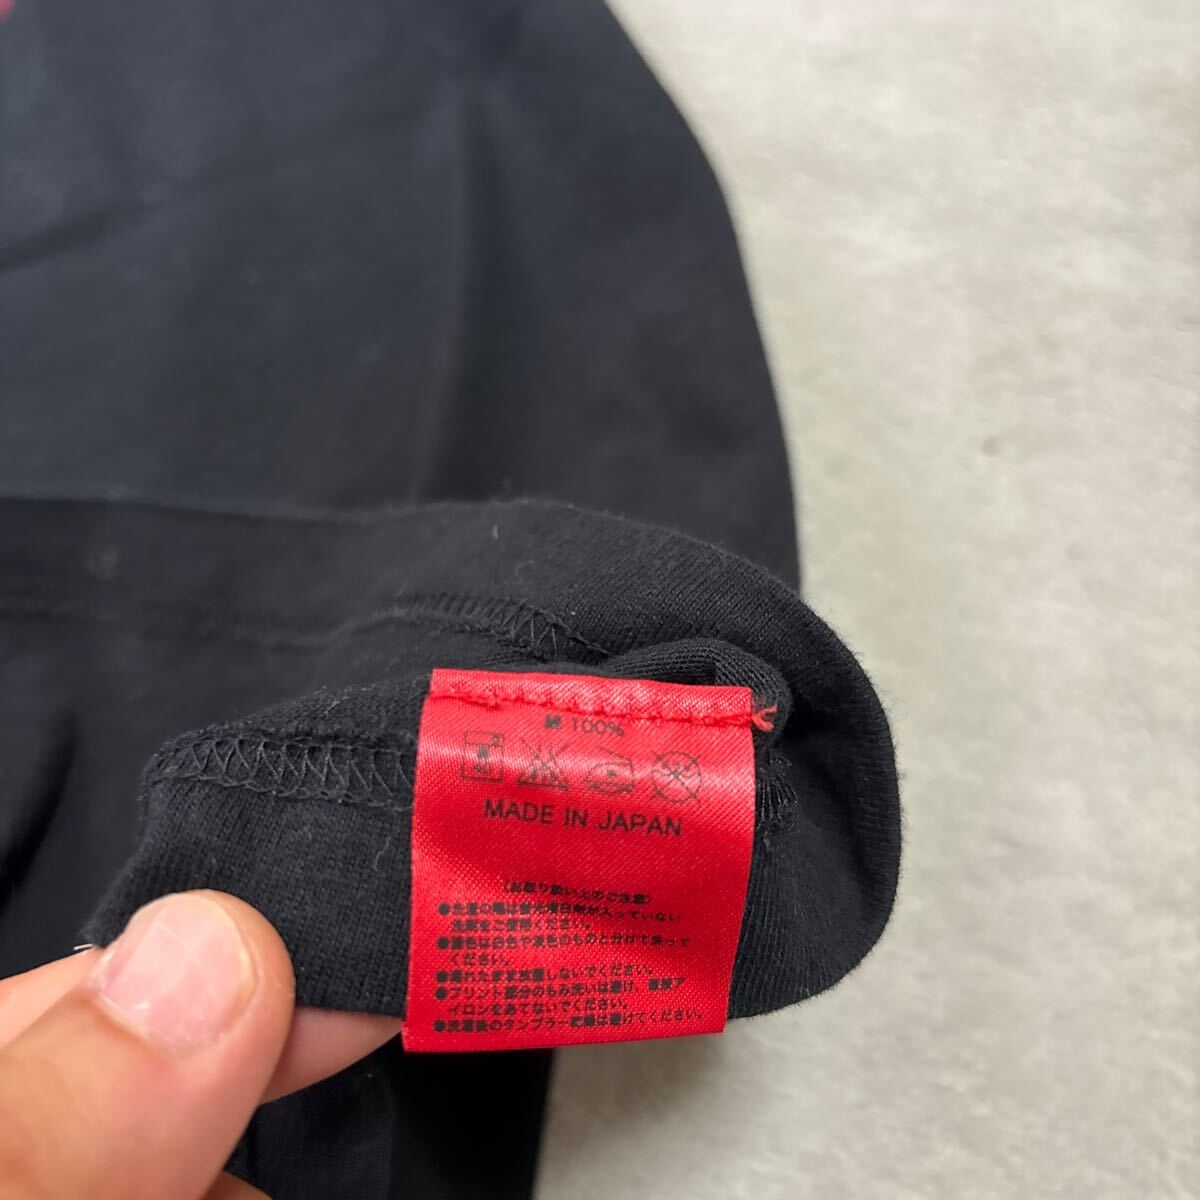 綿 100%
MADE IN JAPAN
〈お取り扱い上のご注意〉
●洗濯の際は蛍光増白剤が入っていない
洗剤をご使用ください。
●濃色は白色や淡色のものと分けて洗って
ください。
●濡れたまま放置しないでください。
●プリント部分のもみ洗いは避け 直接ア
イロンをあてないでください。
●洗濯後のタンブラー乾燥は避けてください。